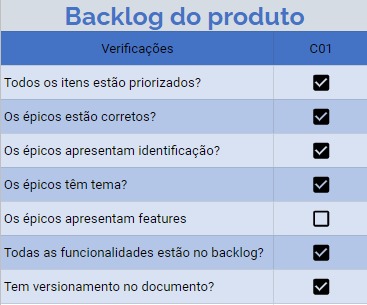 Backlog do produto
Verificações C01
Todos os itens estão priorizados?
Os épicos estão corretos?
Os épicos apresentam identificação?
Os épicos têm tema?
Os épicos apresentam features
Todas as funcionalidades estão no backlog?
Tem versionamento no documento?